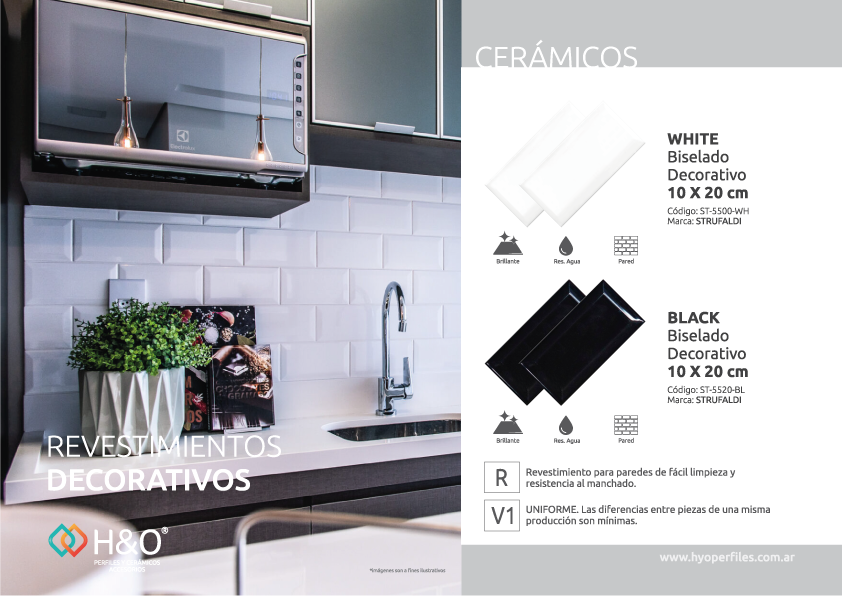 Electrolux
REVESTIMIENTOS
DECORATIVOS
H&O®
PERFILES Y CERÁMICOS
*Imágenes son a fines ilustrativos
CERÁMICOS
WHITE
Biselado
Decorativo
10 X 20 cm
Código: ST-5500-WH
Marca: STRUFALDI
Brillante
Res. Agua
Pared
BLACK
Biselado
Decorativo
10 X 20 cm
Código: ST-5520-BL
Marca: STRUFALDI
Brillante
Res. Agua
Pared
R
Revestimiento para paredes de fácil limpieza y
resistencia al manchado.
V1
UNIFORME. Las diferencias entre piezas de una misma
producción son mínimas.
www.hyoperfiles.com.ar